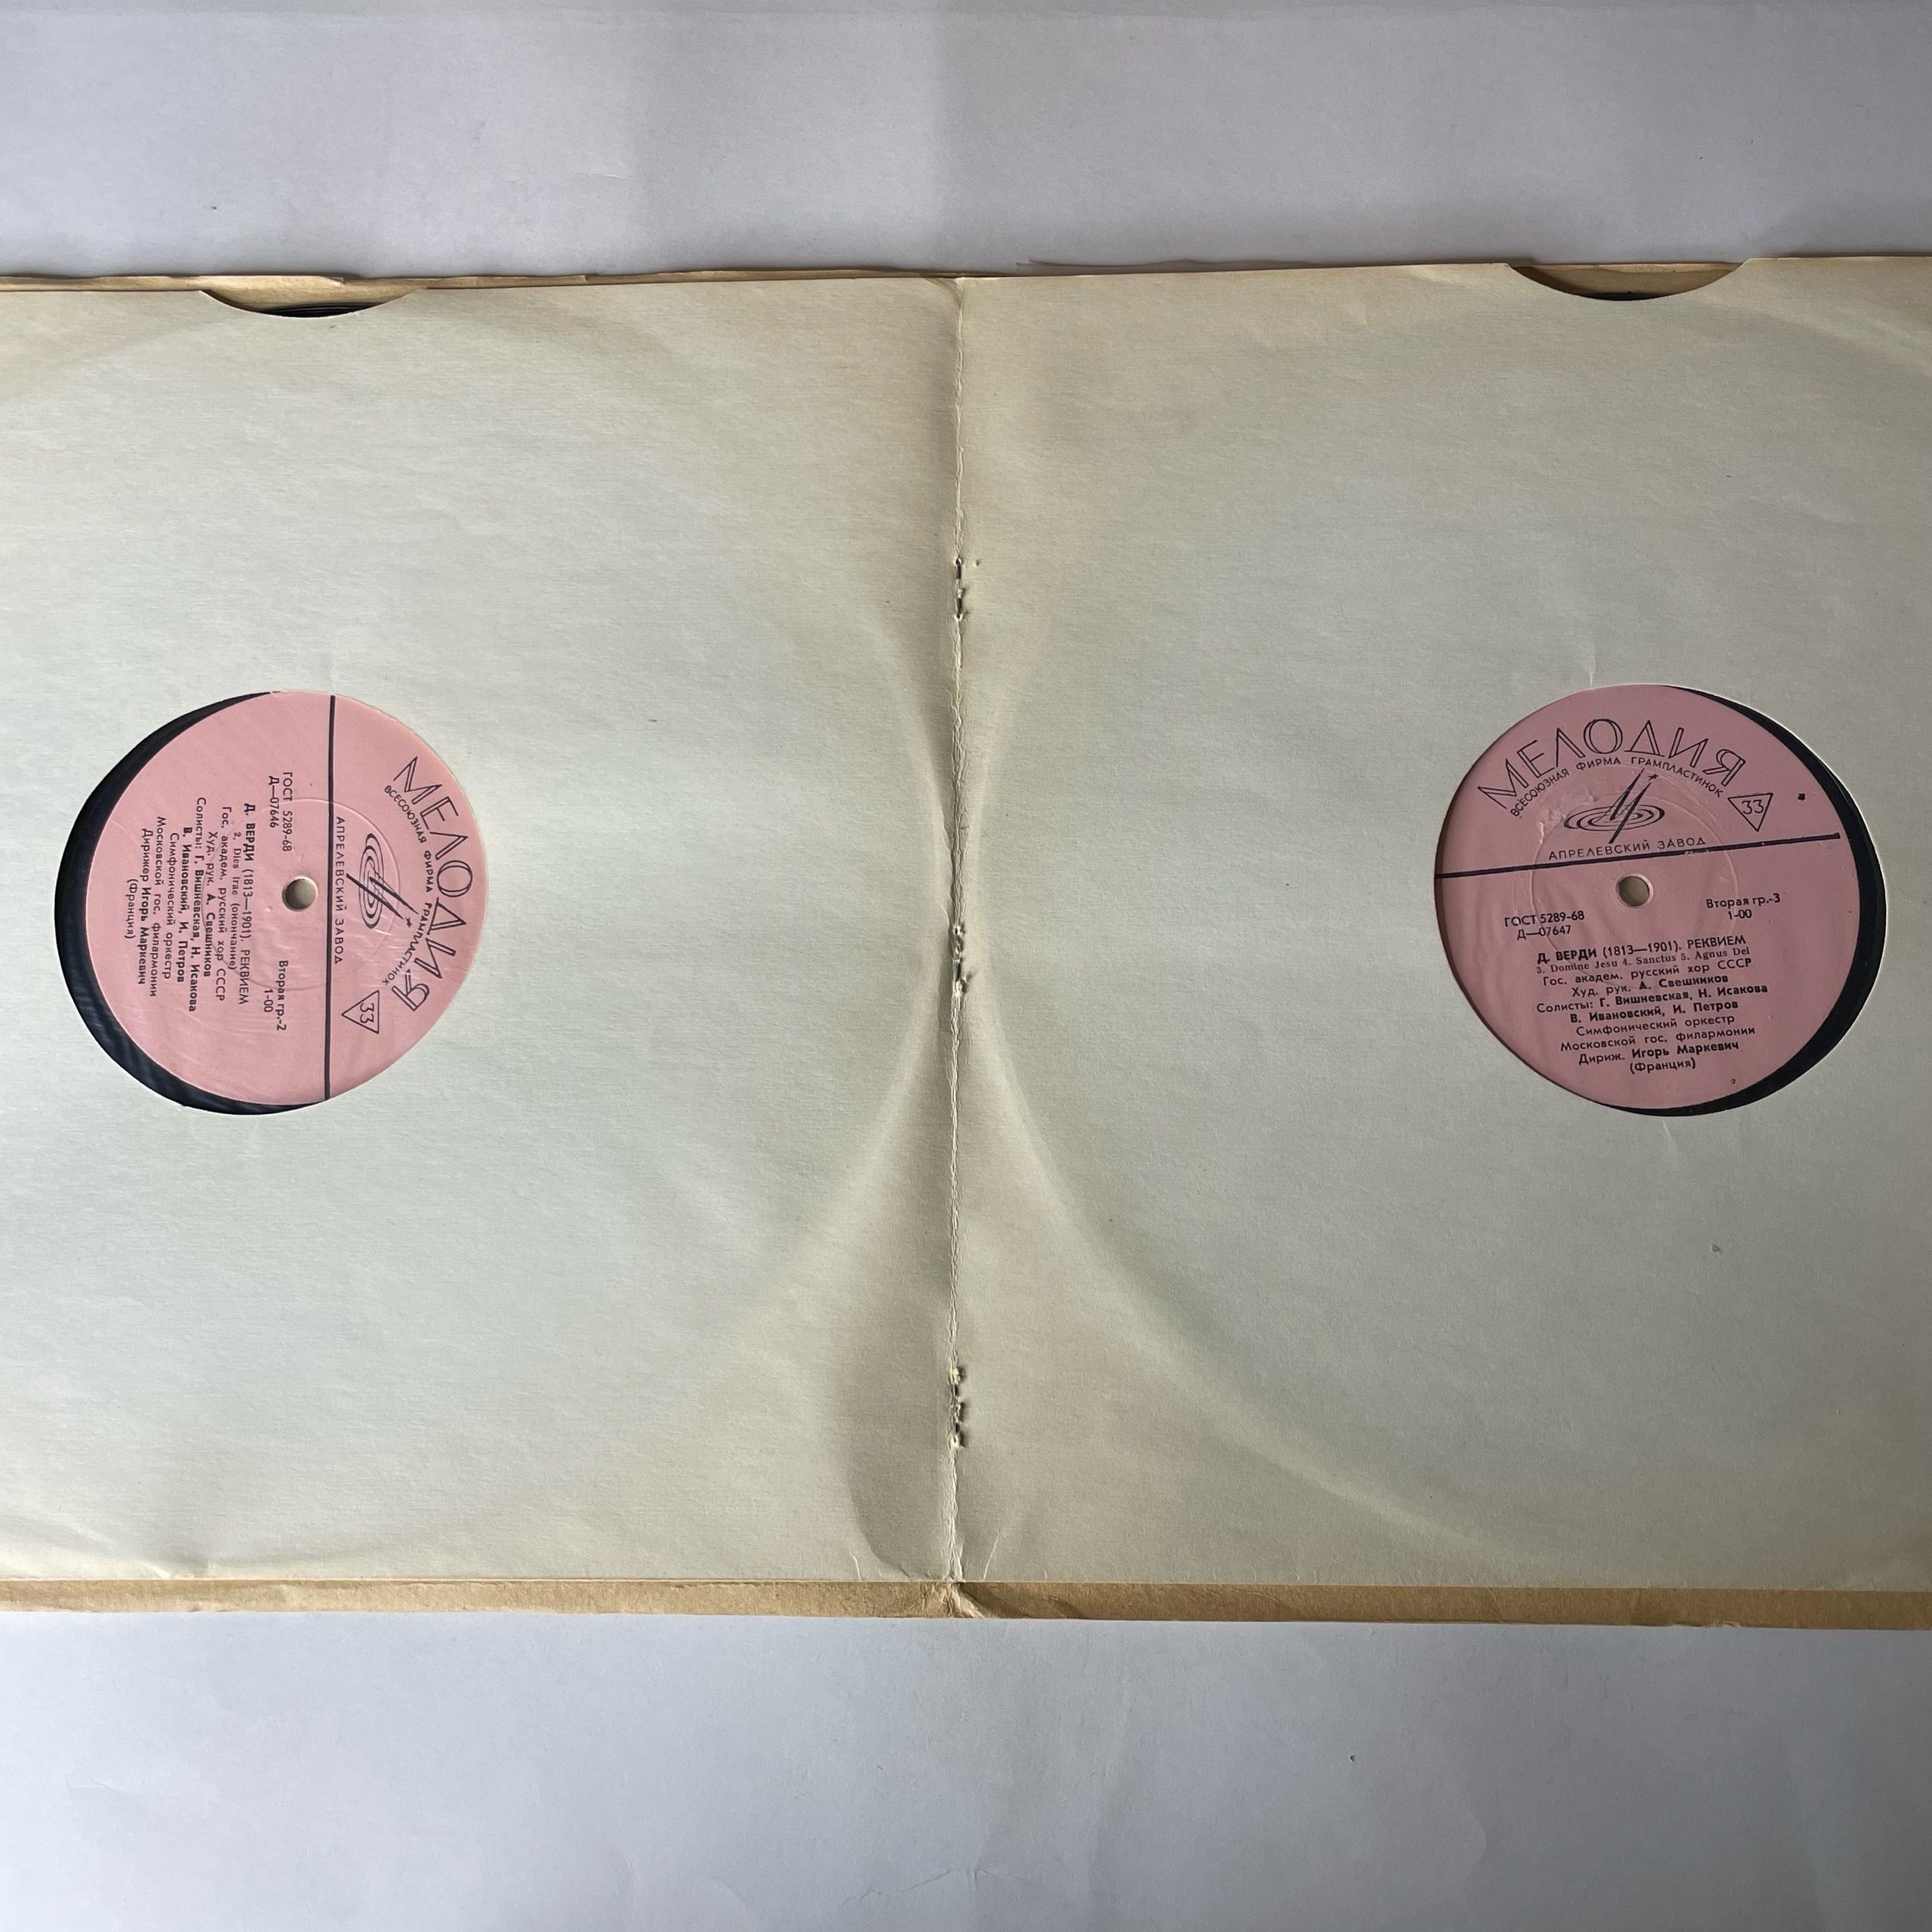 МЕЛОДИЯ
ВСЕСОЮЗНАЯ ФИРМА ГРАМПЛАСТИНОК
33
АПРЕЛЕВСКИЙ ЗАВОД
ГОСТ 5289-68
Д—07646
Вторая гр.-2
1-00
Д. ВЕРДИ (1813—1901). РЕКВИЕМ
2. Dies irae (окончание)
Гос. академ. русский хор СССР
Худ. рук. А. Свешников
Солисты: Г. Вишневская, Н. Исакова
В. Ивановский, И. Петров
Симфонический оркестр
Московской гос. филармонии
Дирижер Игорь Маркевич
(Франция)
МЕЛОДИЯ
ВСЕСОЮЗНАЯ ФИРМА ГРАМПЛАСТИНОК
33
АПРЕЛЕВСКИЙ ЗАВОД
ГОСТ 5289-68
Д—07647
Вторая гр.-3
1-00
Д. ВЕРДИ (1813—1901). РЕКВИЕМ
3. Domine Jesu 4. Sanctus 5. Agnus Dei
Гос. академ. русский хор СССР
Худ. рук. А. Свешников
Солисты: Г. Вишневская, Н. Исакова
В. Ивановский, И. Петров
Симфонический оркестр
Московской гос. филармонии
Дириж. Игорь Маркевич
(Франция)